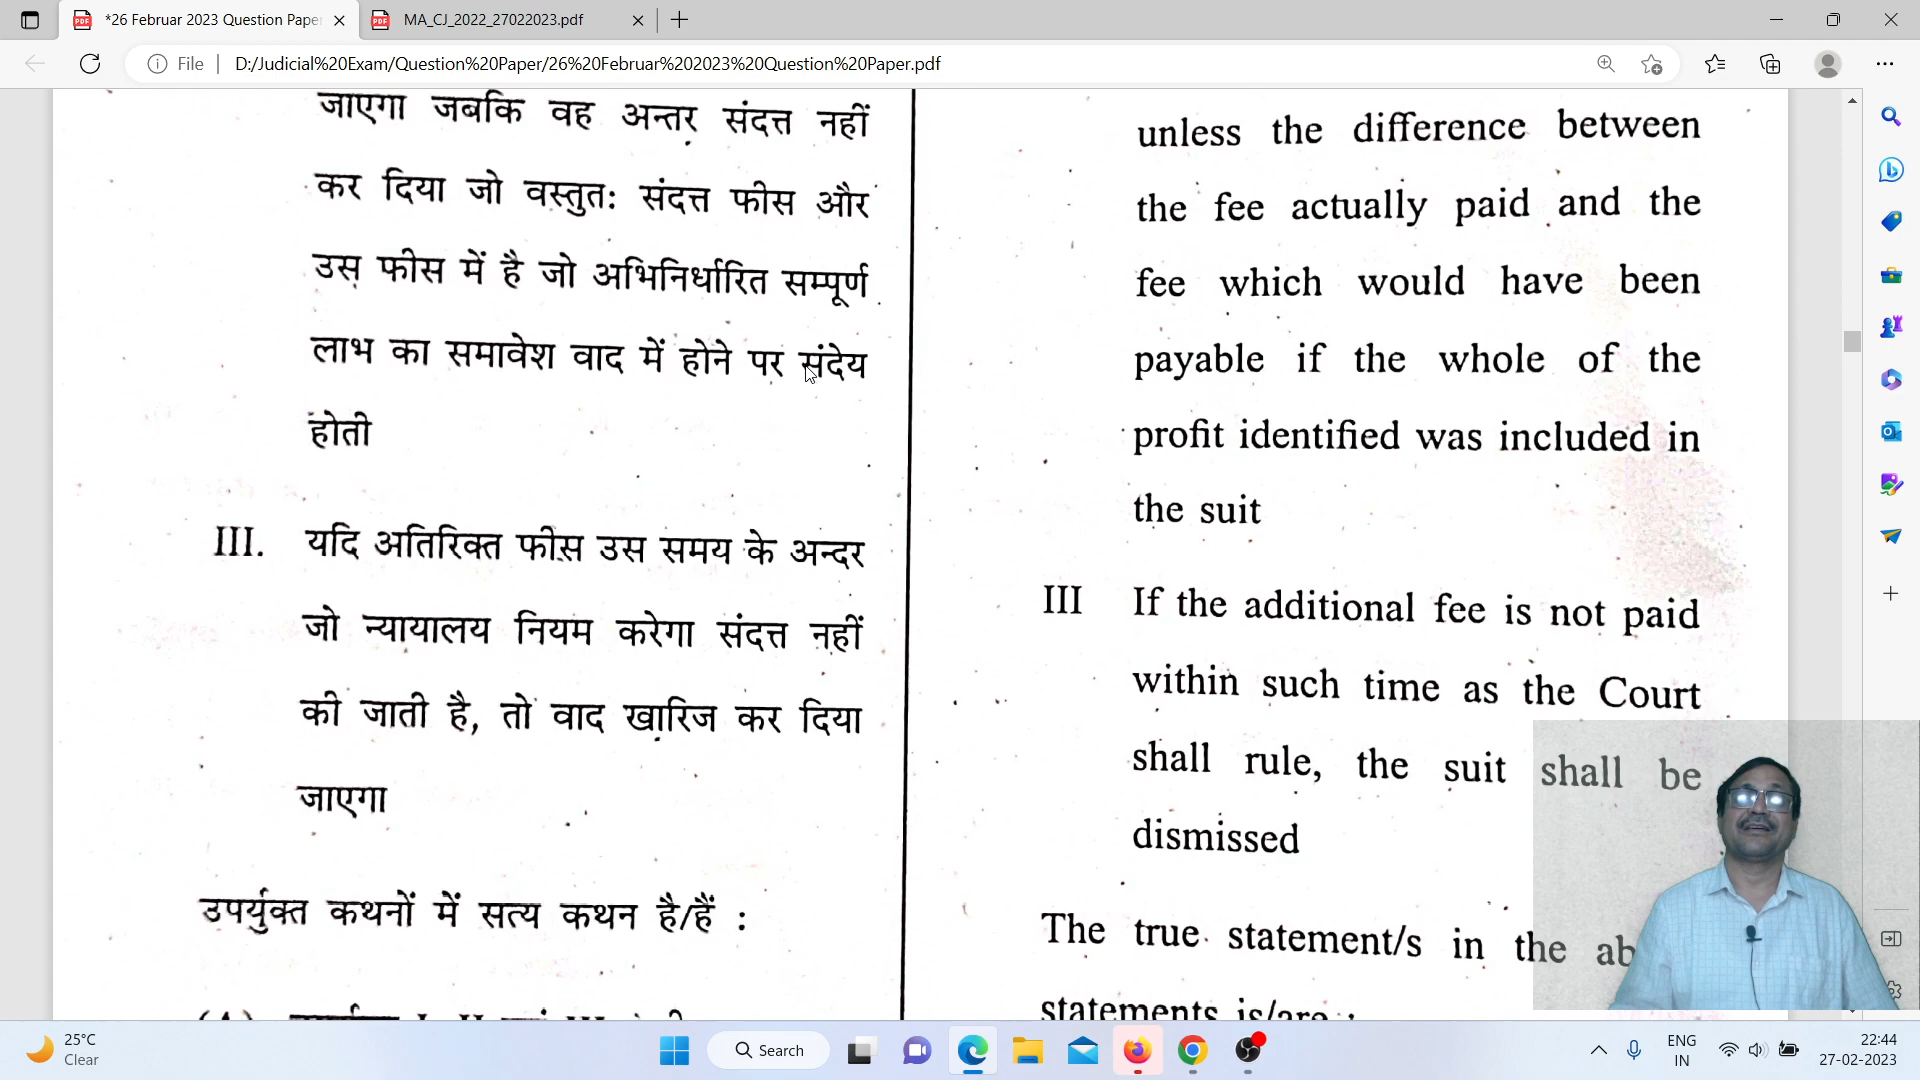 *26 Februar 2023 Question Pape
MA_CJ_2022_27022023.pdf
File
D:/Judicial%20Exam/Question%20Paper/26%20Februar%202023%20Question%20Paper.pdf
जाएगा जबकि वह अन्तर संदत्त नहीं
कर दिया जो वस्तुतः संदत्त फीस और
उस फीस में है जो अभिनिर्धारित सम्पूर्ण
लाभ का समावेश वाद में होने पर संदेय
होती
III. यदि अतिरिक्त फीस उस समय के अन्दर
जो न्यायालय नियम करेगा संदत्त नहीं
की जाती है, तो वाद खारिज कर दिया
जाएगा
उपर्युक्त कथनों में सत्य कथन है/हैं :
unless the difference between
the fee actually paid and the
fee which would have been
payable if the whole of the
profit identified was included in
the suit
III If the additional fee is not paid
within such time as the Court
shall rule, the suit shall be
dismissed
The true statement/s in the ab
statements is/are :
25°C
Clear
Search
ENG
IN
22:44
27-02-2023